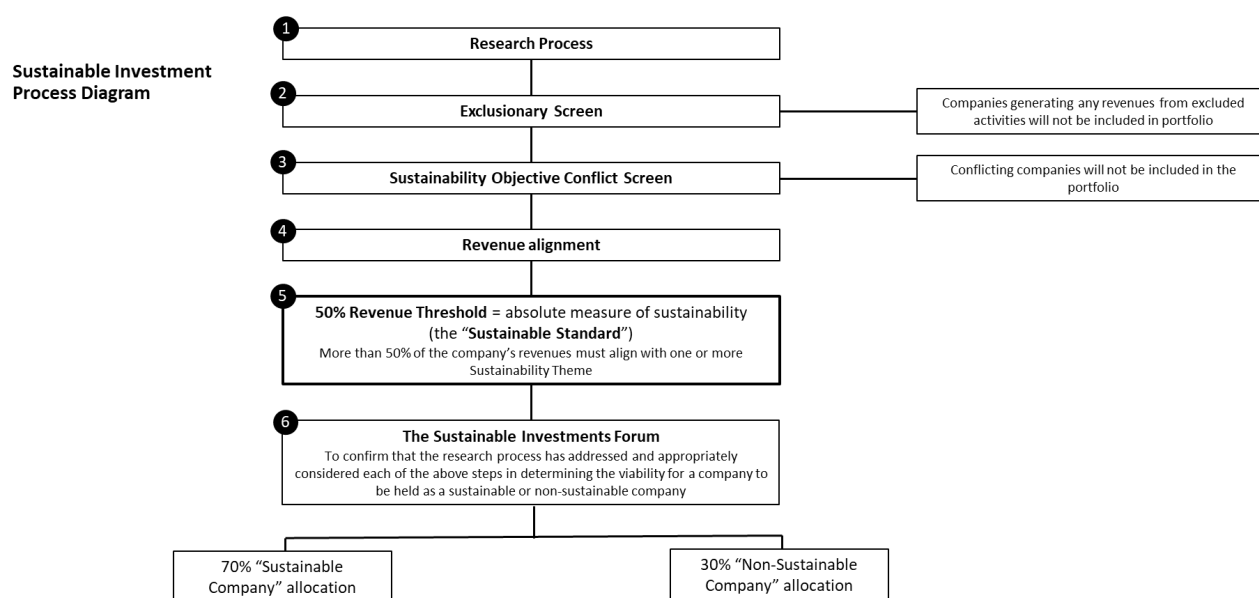 Sustainable Investment
Process Diagram
1
Research Process
2
Exclusionary Screen
Companies generating any revenues from excluded
activities will not be included in portfolio
3
Sustainability Objective Conflict Screen
Conflicting companies will not be included in the
portfolio
4
Revenue alignment
5
50% Revenue Threshold = absolute measure of sustainability
(the “Sustainable Standard”)
More than 50% of the company’s revenues must align with one or more
Sustainability Theme
6
The Sustainable Investments Forum
To confirm that the research process has addressed and appropriately
considered each of the above steps in determining the viability for a company to
be held as a sustainable or non-sustainable company
70% “Sustainable
Company” allocation
30% “Non-Sustainable
Company” allocation